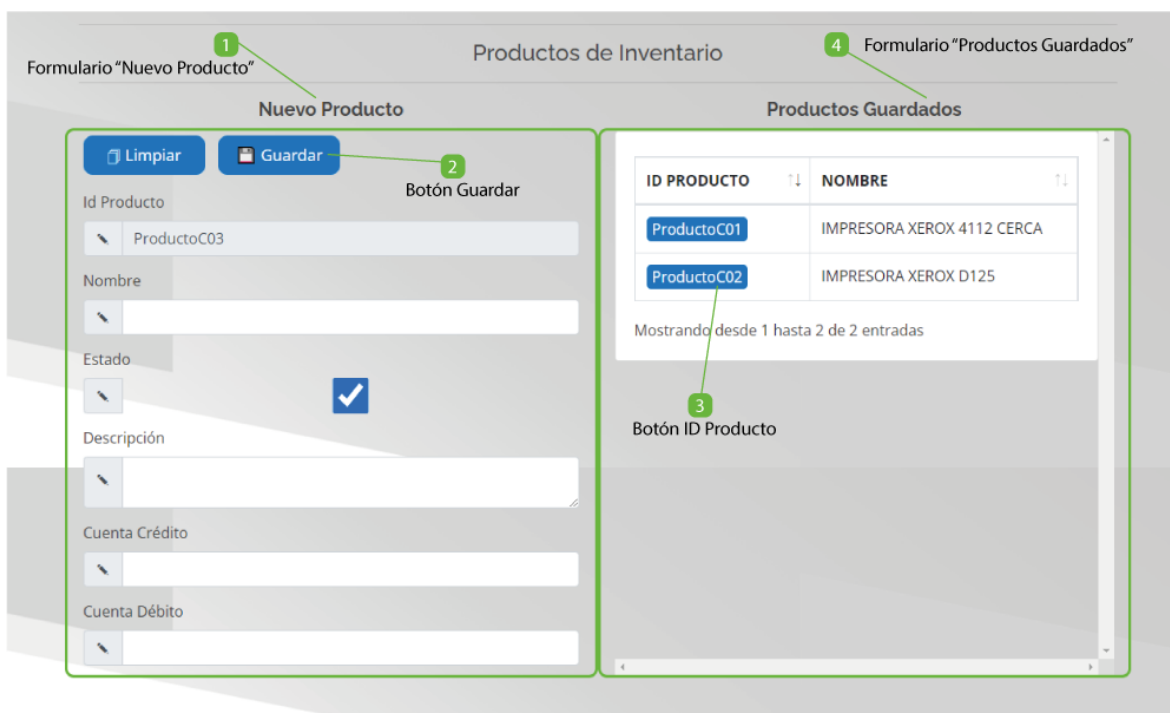 1
Formulario "Nuevo Producto"
Productos de Inventario
4
Formulario "Productos Guardados"
Nuevo Producto
Limpiar
Guardar
2
Botón Guardar
Id Producto
ProductoC03
Nombre
Estado
Descripción
Cuenta Crédito
Cuenta Débito
Productos Guardados
ID PRODUCTO NOMBRE
ProductoC01 IMPRESORA XEROX 4112 CERCA
ProductoC02 IMPRESORA XEROX D125
Mostrando desde 1 hasta 2 de 2 entradas
3
Botón ID Producto